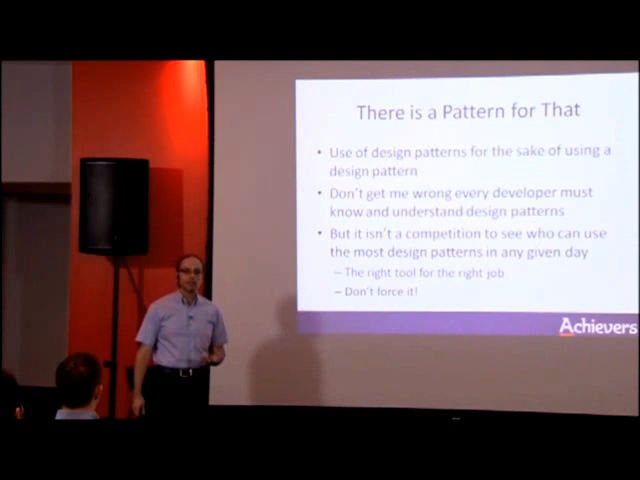 There is a Pattern for That
• Use of design patterns for the sake of using a
design pattern
• Don't get me wrong every developer must
know and understand design patterns
• But it isn't a competition to see who can use
the most design patterns in any given day
– The right tool for the right job
– Don't force it!
Achievers